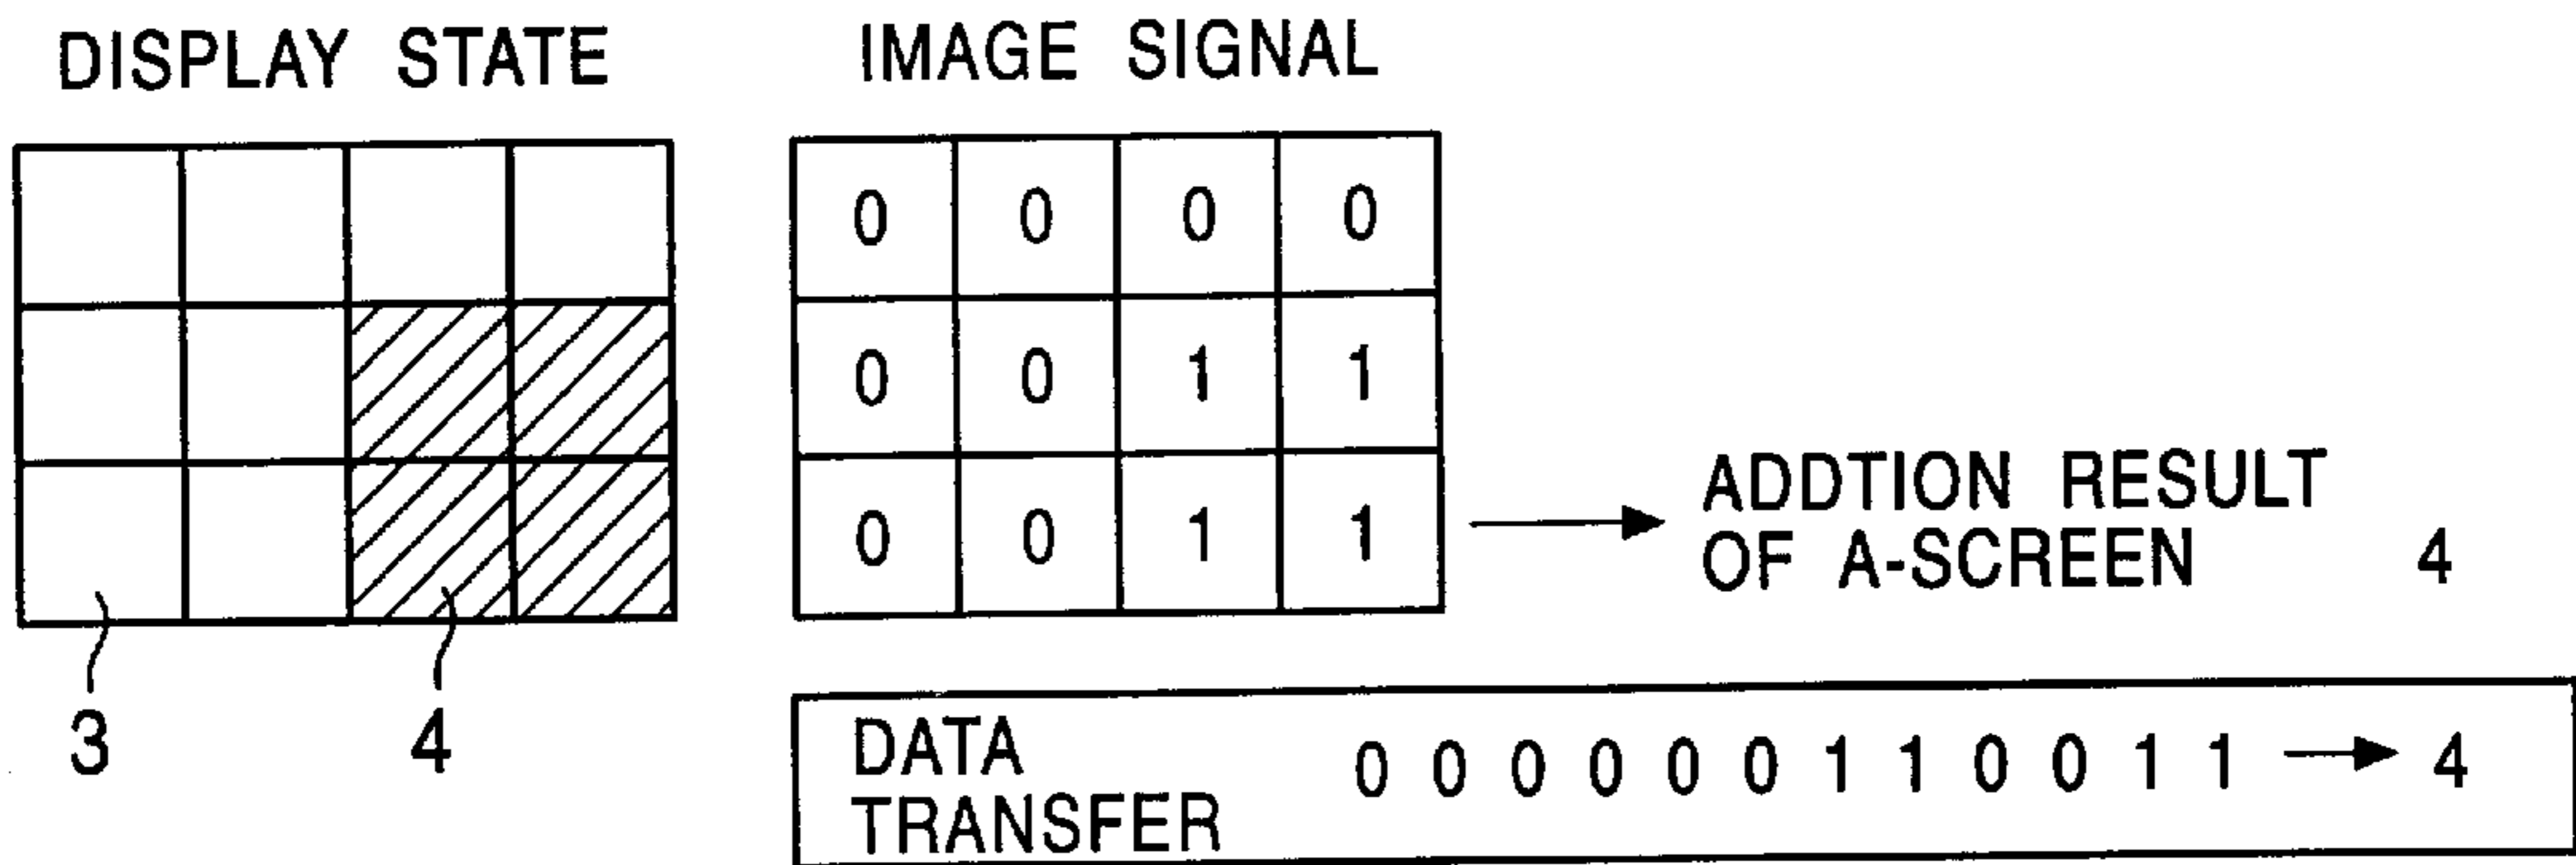 DISPLAY STATE
IMAGE SIGNAL
0 0 0 0
0 0 1 1
0 0 1 1
ADDTION RESULT
OF A-SCREEN 4
3 4
DATA
TRANSFER
0 0 0 0 0 0 1 1 0 0 1 1 → 4